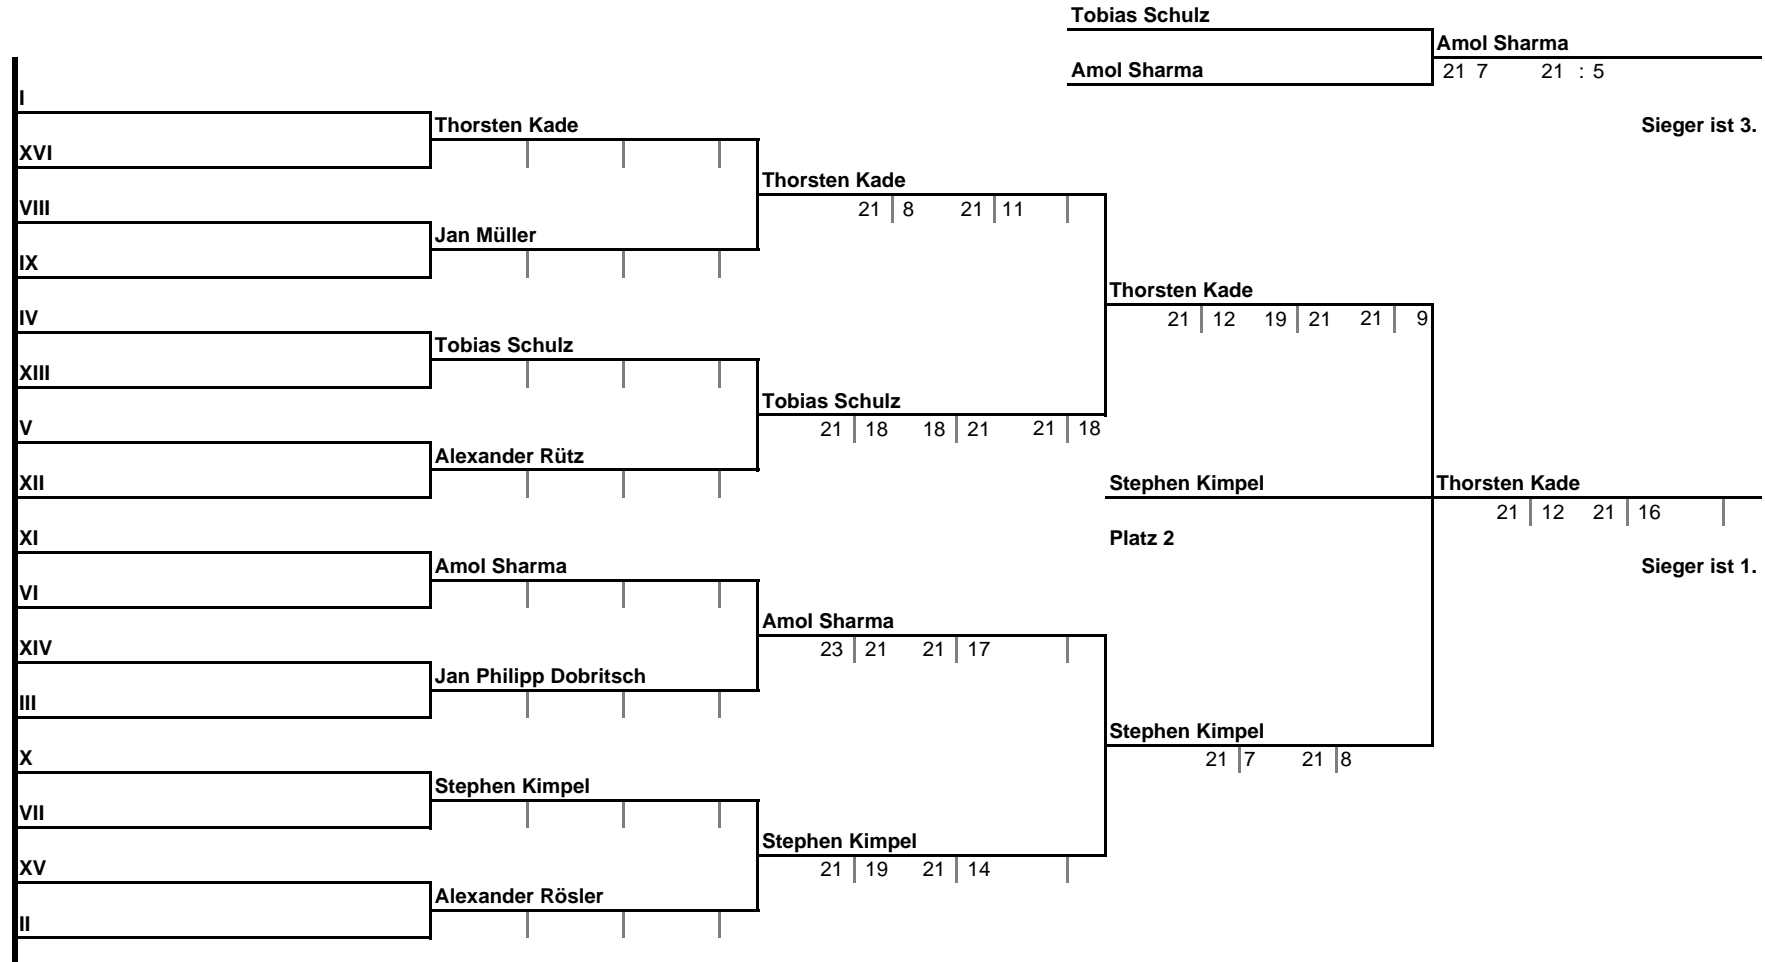 Tobias Schulz
Amol Sharma
Amol Sharma
21 7 21 : 5
I
Thorsten Kade
Sieger ist 3.
XVI
Thorsten Kade
VIII
21 8 21 11
Jan Müller
IX
Thorsten Kade
IV
21 12 19 21 21 9
Tobias Schulz
XIII
Tobias Schulz
V
21 18 18 21 21 18
Alexander Rütz
XII
Stephen Kimpel
Thorsten Kade
21 12 21 16
XI
Platz 2
Amol Sharma
Sieger ist 1.
VI
Amol Sharma
XIV
23 21 21 17
Jan Philipp Dobritsch
III
Stephen Kimpel
X
21 7 21 8
Stephen Kimpel
VII
Stephen Kimpel
XV
21 19 21 14
Alexander Rösler
II